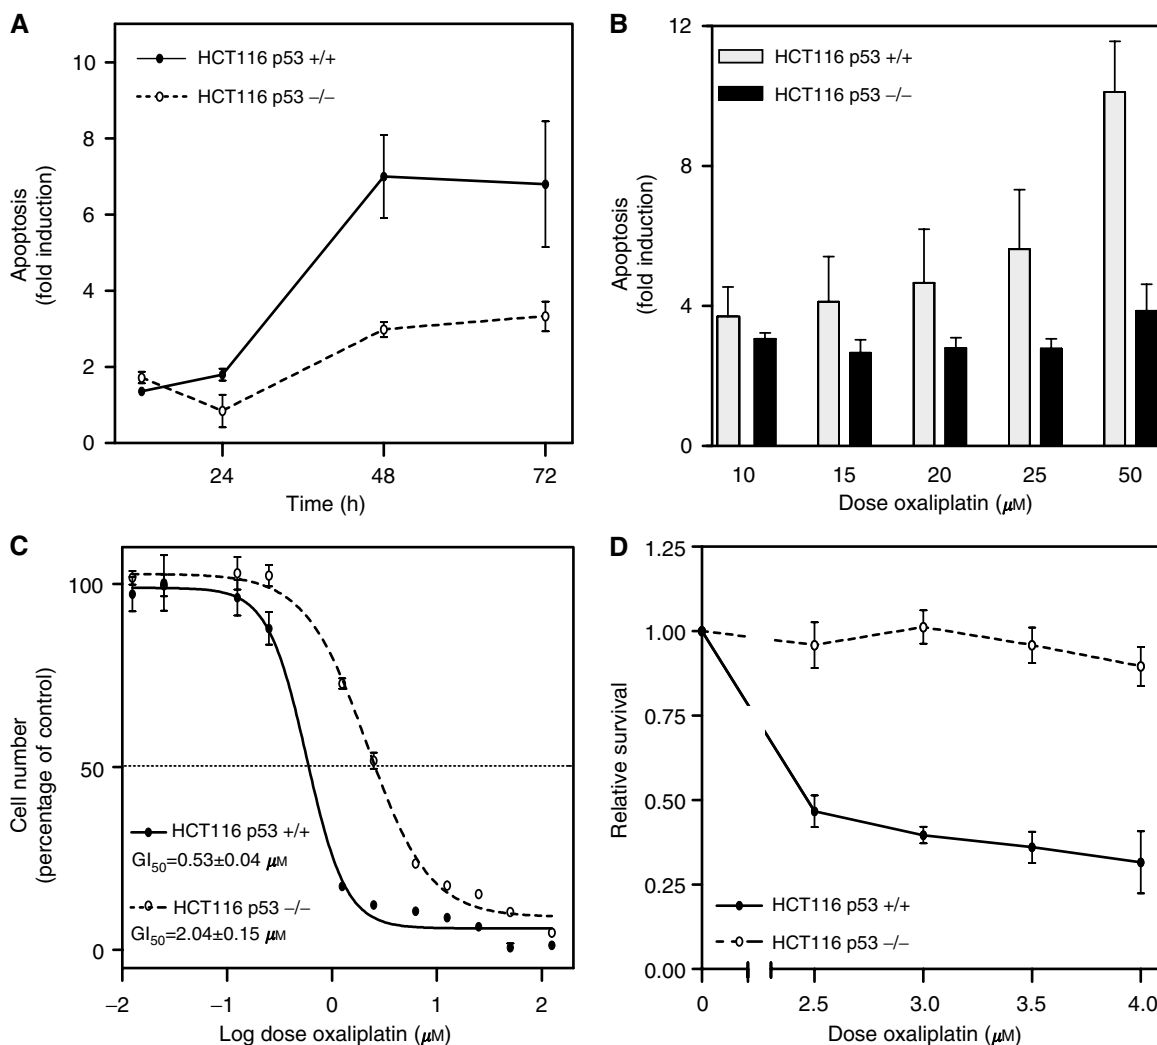 A
HCT116 p53 +/+
HCT116 p53 −/−
Apoptosis
(fold induction)
10
8
6
4
2
0
24
48
72
Time (h)
B
HCT116 p53 +/+
HCT116 p53 −/−
Apoptosis
(fold induction)
12
8
4
0
10
15
20
25
50
Dose oxaliplatin (μM)
C
Cell number
(percentage of control)
100
50
0
HCT116 p53 +/+
GI50=0.53±0.04 μM
HCT116 p53 −/−
GI50=2.04±0.15 μM
−2
−1
0
1
2
Log dose oxaliplatin (μM)
D
Relative survival
1.25
1.00
0.75
0.50
0.25
0.00
HCT116 p53 +/+
HCT116 p53 −/−
0
2.5
3.0
3.5
4.0
Dose oxaliplatin (μM)